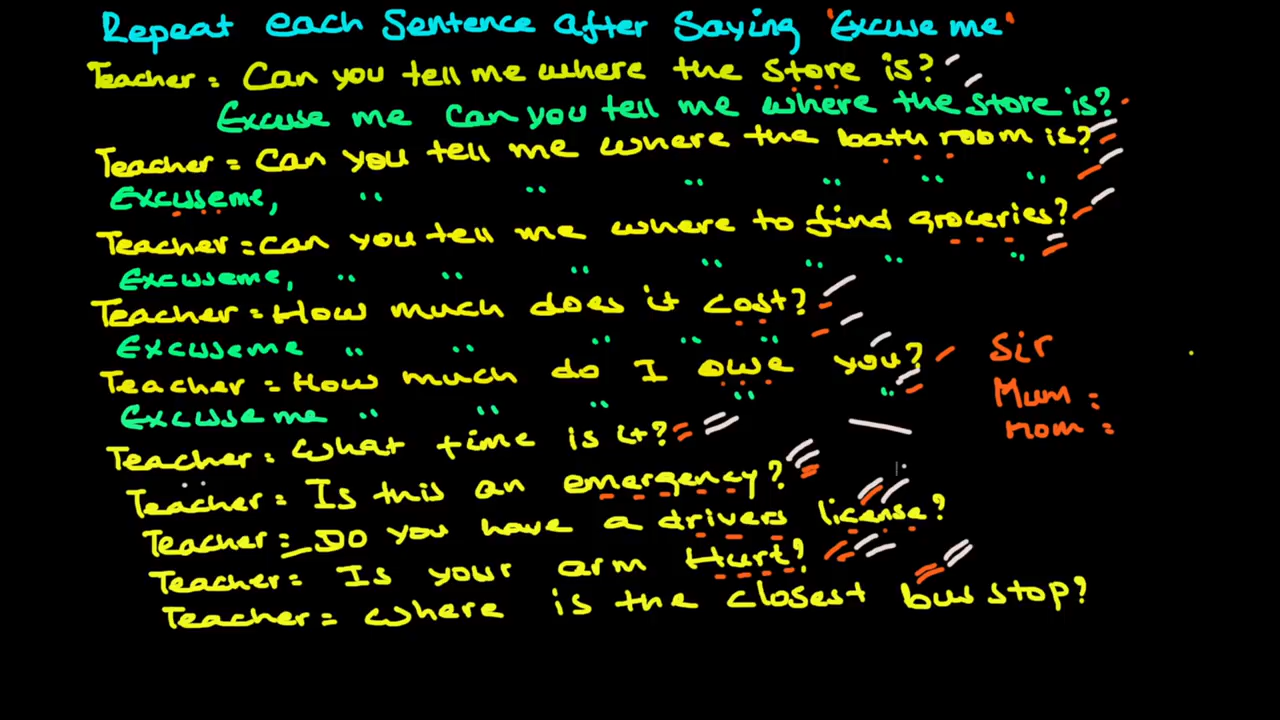 Repeat each Sentence after Saying 'Excuse me'
Teacher = Can you tell me where the store is?
Excuse me can you tell me where the store is?
Teacher = can you tell me where the bath room is?
Excuseme, " " " " " "
Teacher = can you tell me where to find groceries?
Excuseme, " " " " " " "
Teacher = How much does it cost?
Excuseme " " " " "
Teacher = How much do I owe you?
Excuseme " " " " "
Sir
Mum :
Mom :
Teacher : what time is it?
Teacher = Is this an emergency?
Teacher = Do you have a drivers license?
Teacher = Is your arm Hurt?
Teacher = where is the closest bus stop?